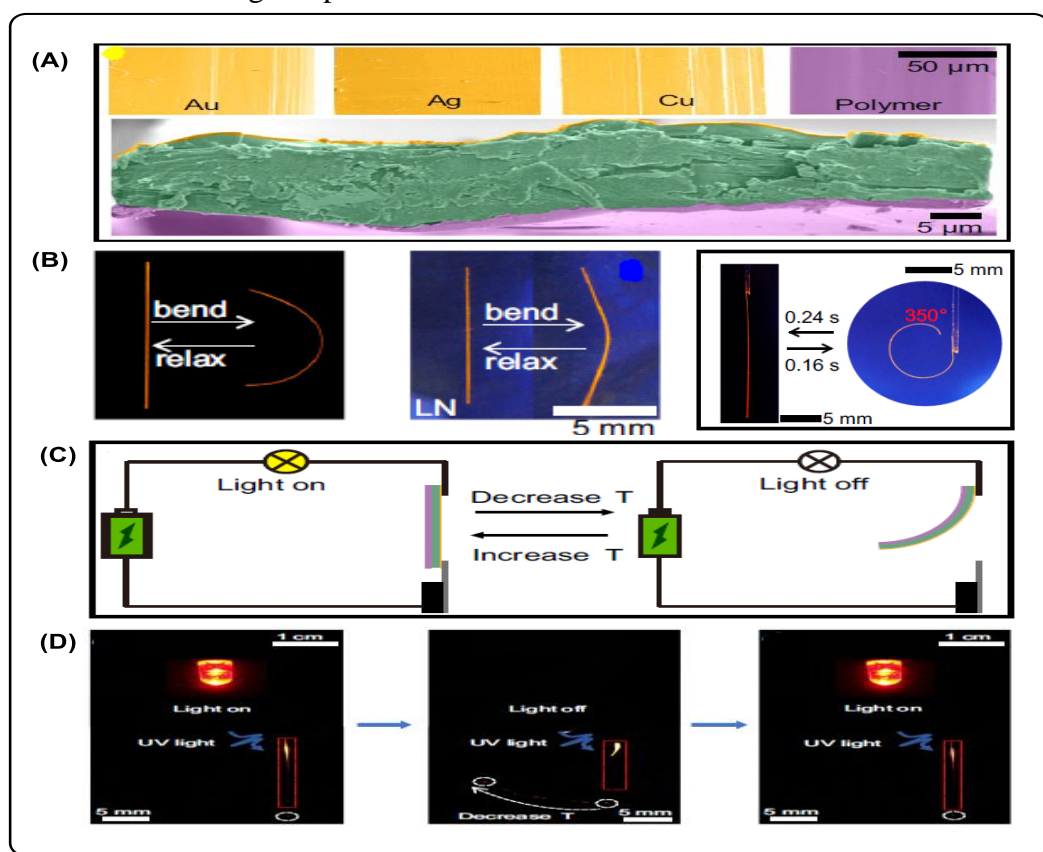 (A)
50 µm
Au
Ag
Cu
Polymer
5 µm
(B)
bend
relax
bend
relax
LN
5 mm
5 mm
350°
0.24 s
0.16 s
5 mm
(C)
Light on
Decrease T
Increase T
Light off
(D)
1 cm
Light on
UV light
5 mm
Light off
UV light
Decrease T
5 mm
1 cm
Light on
UV light
5 mm